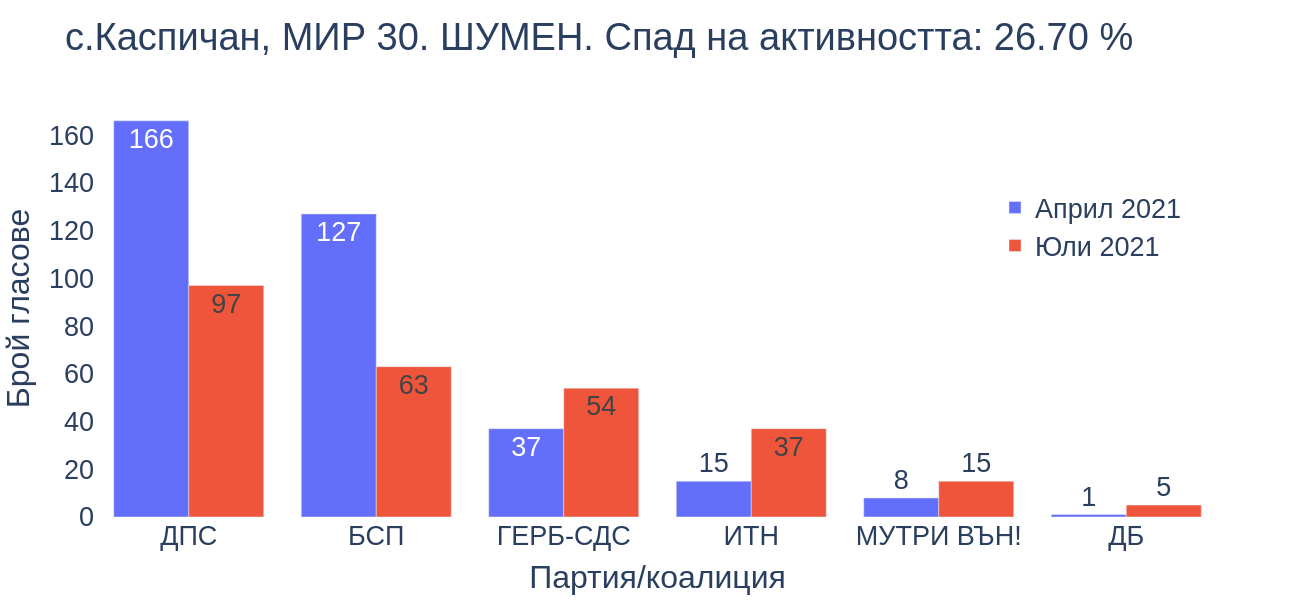 с.Каспичан, МИР 30. ШУМЕН. Спад на активността: 26.70 %
Брой гласове
160
140
120
100
80
60
40
20
0
166
97
127
63
37
54
15
37
8
15
1
5
Април 2021
Юли 2021
ДПС
БСП
ГЕРБ-СДС
ИТН
МУТРИ ВЪН!
ДБ
Партия/коалиция